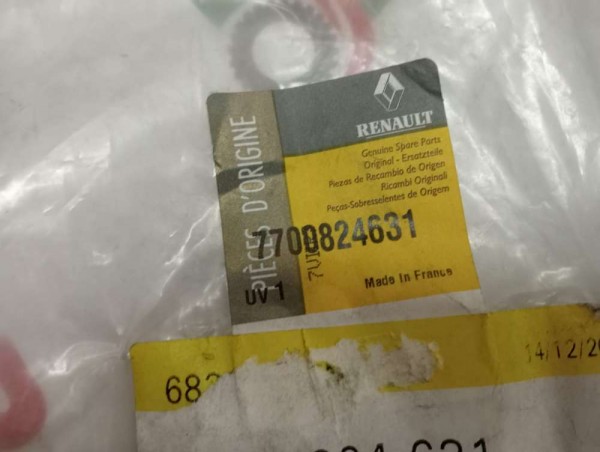 PIÈCES D'ORIGINE
RENAULT
Genuine Spare Parts
Original - Ersatzteile
Piezas de Recambio de Origen
Ricambi Originali
Peças-Sobresselentes de Origem
7700824631
UV 1
Made In France
14/12/20